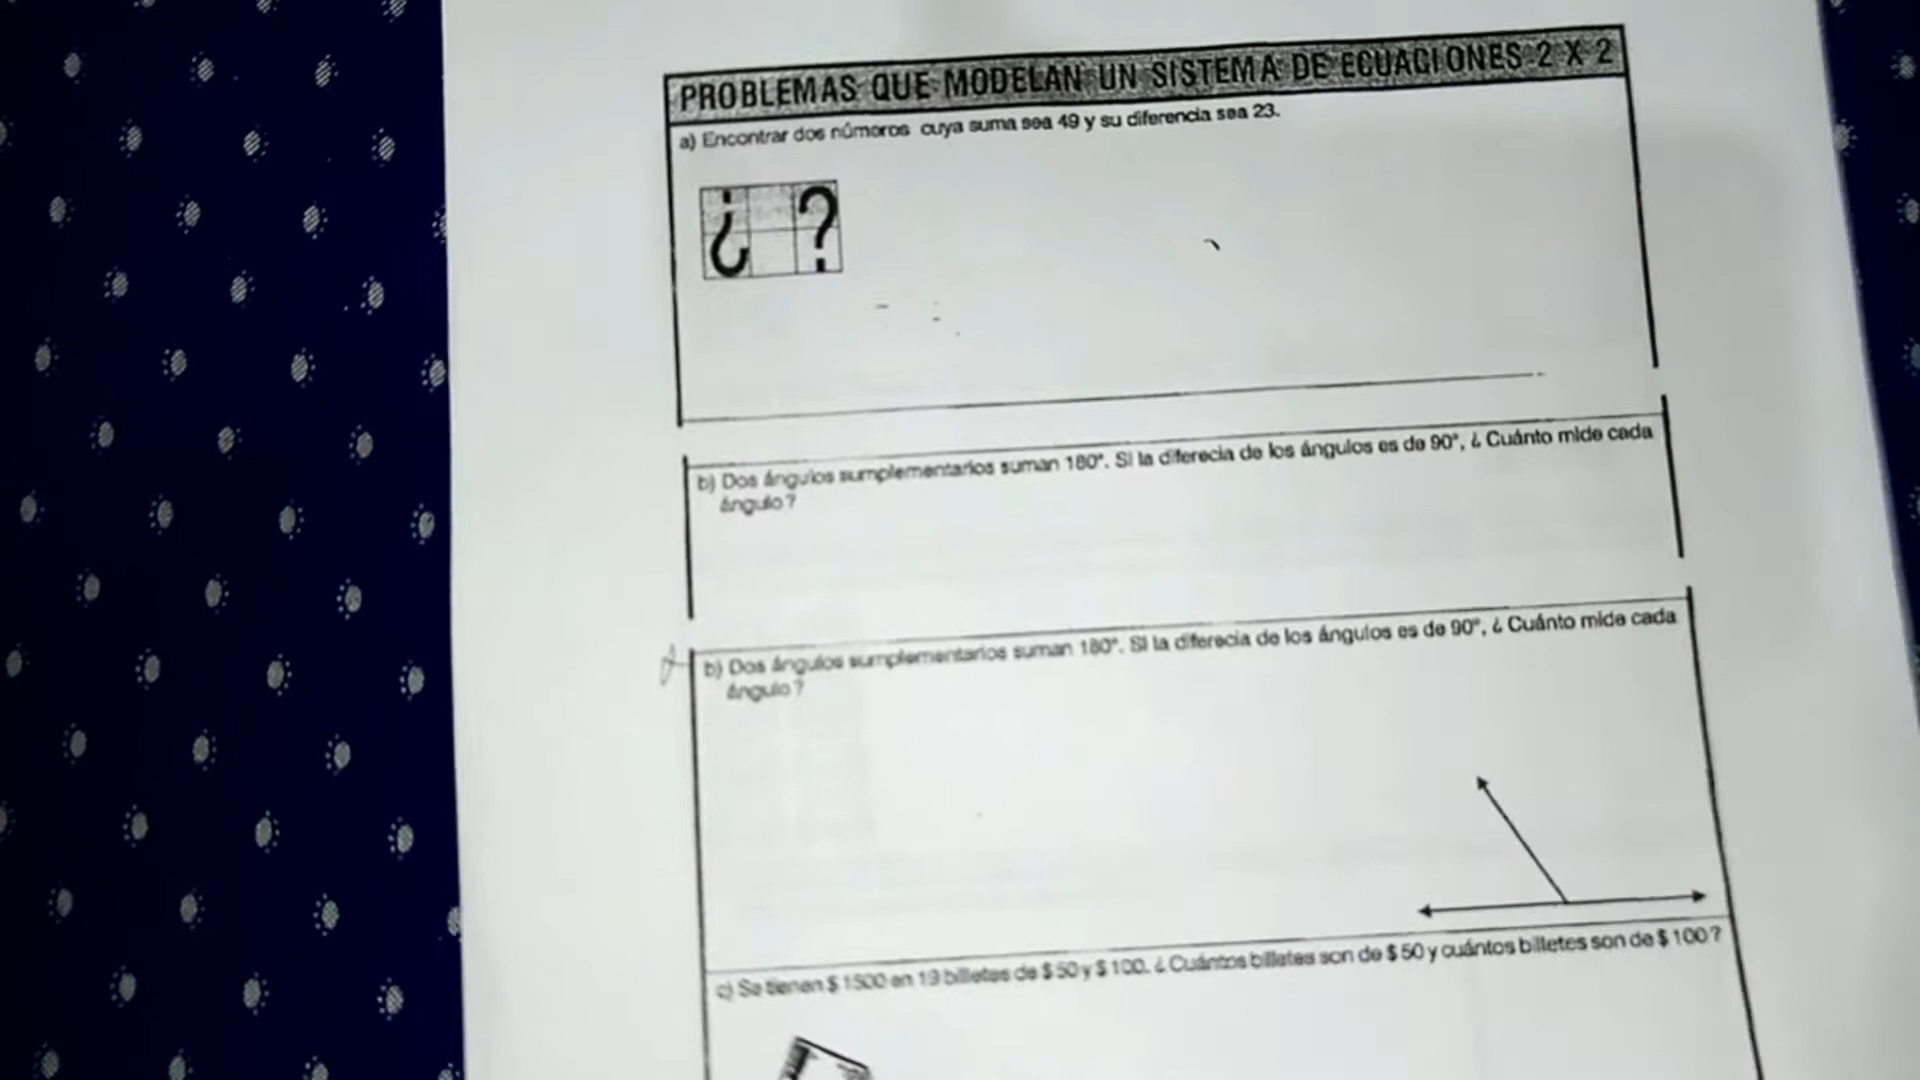 PROBLEMAS QUE MODELAN UN SISTEMA DE ECUACIONES 2 X 2
a) Encontrar dos números cuya suma sea 49 y su diferencia sea 23.
¿ ?
b) Dos ángulos sumplementarios suman 180°. Si la diferecia de los ángulos es de 90°, ¿ Cuánto mide cada
ángulo ?
b) Dos ángulos sumplementarios suman 180°. Si la diferecia de los ángulos es de 90°, ¿ Cuánto mide cada
ángulo ?
c) Se tienen $ 1500 en 19 billetes de $ 50 y $ 100. ¿ Cuántos billetes son de $ 50 y cuántos billetes son de $ 100 ?